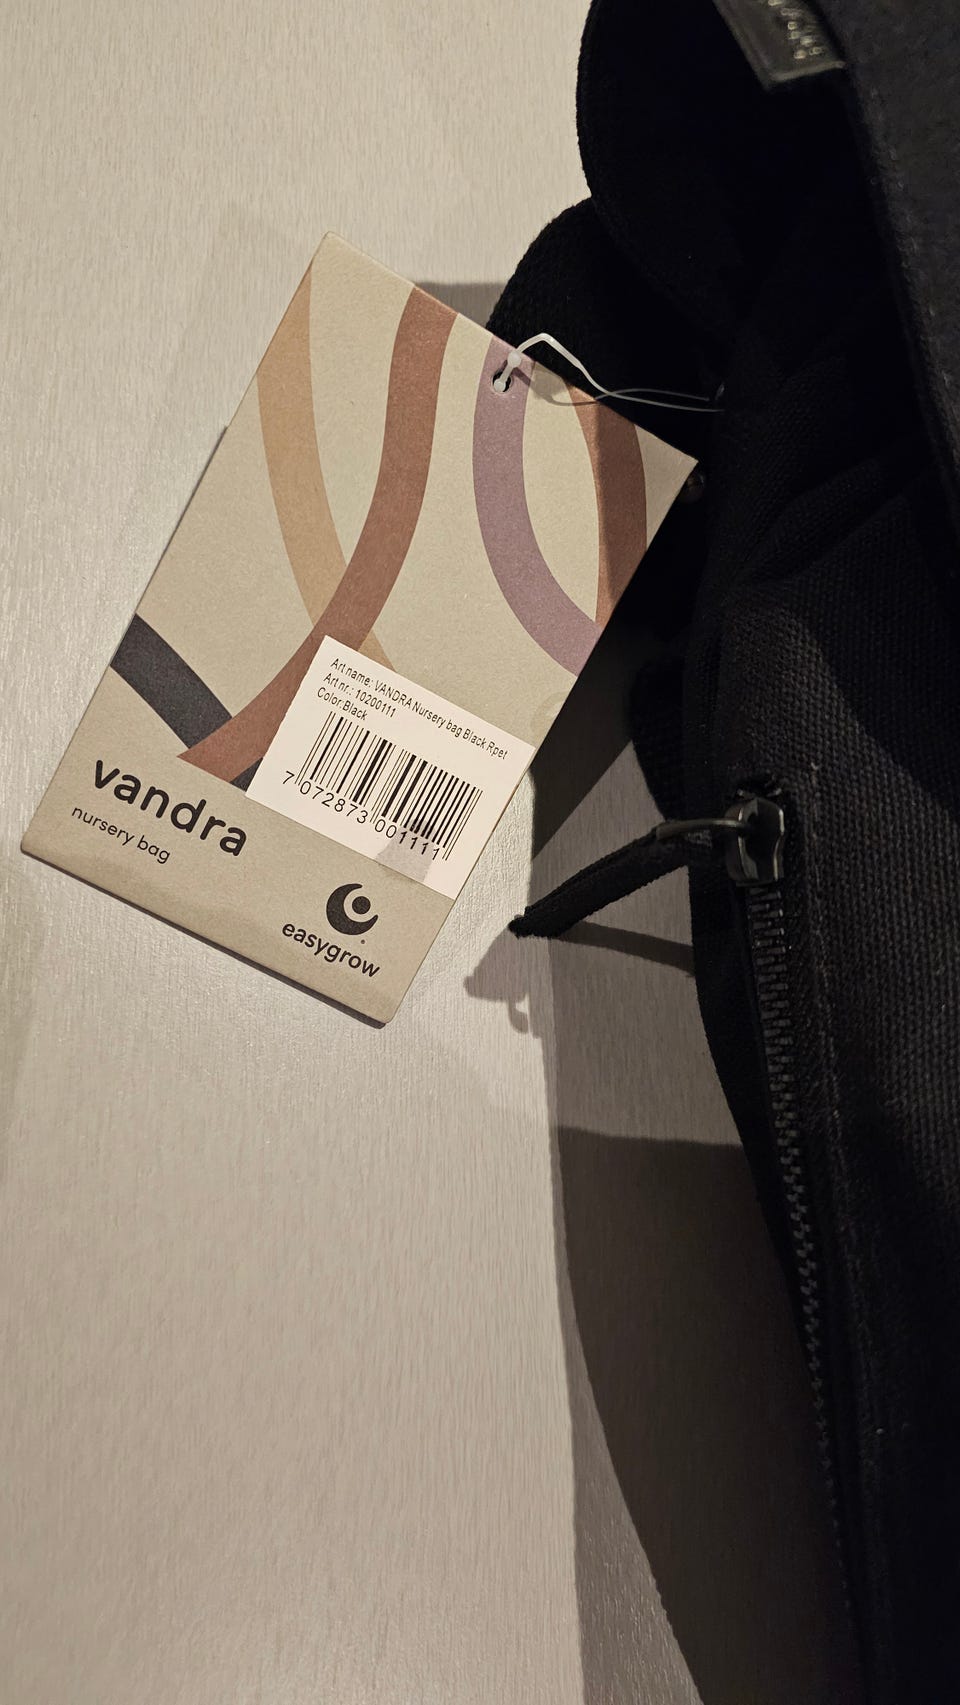 Art name: VANDRA Nursery bag Black Rpet
Art nr.: 10200111
Color:Black
7 072873 001111
vandra
nursery bag
easygrow